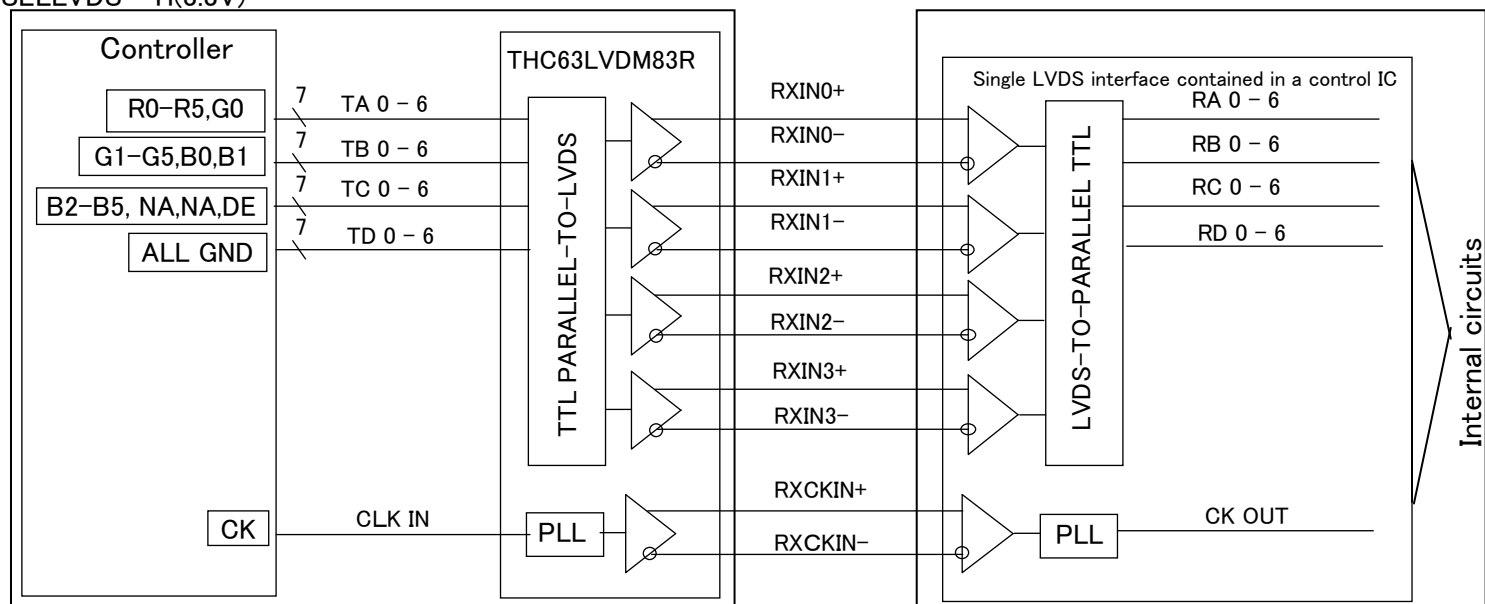 Controller
THC63LVDM83R
Single LVDS interface contained in a control IC
R0-R5,G0
7
TA 0 - 6
RXIN0+
RA 0 - 6
G1-G5,B0,B1
7
TB 0 - 6
RXIN0-
RB 0 - 6
B2-B5, NA,NA,DE
7
TC 0 - 6
RXIN1+
RC 0 - 6
ALL GND
7
TD 0 - 6
RXIN1-
RD 0 - 6
TTL PARALLEL-TO-LVDS
RXIN2+
RXIN2-
RXIN3+
RXIN3-
LVDS-TO-PARALLEL TTL
Internal circuits
CK
CLK IN
PLL
RXCKIN+
RXCKIN-
PLL
CK OUT